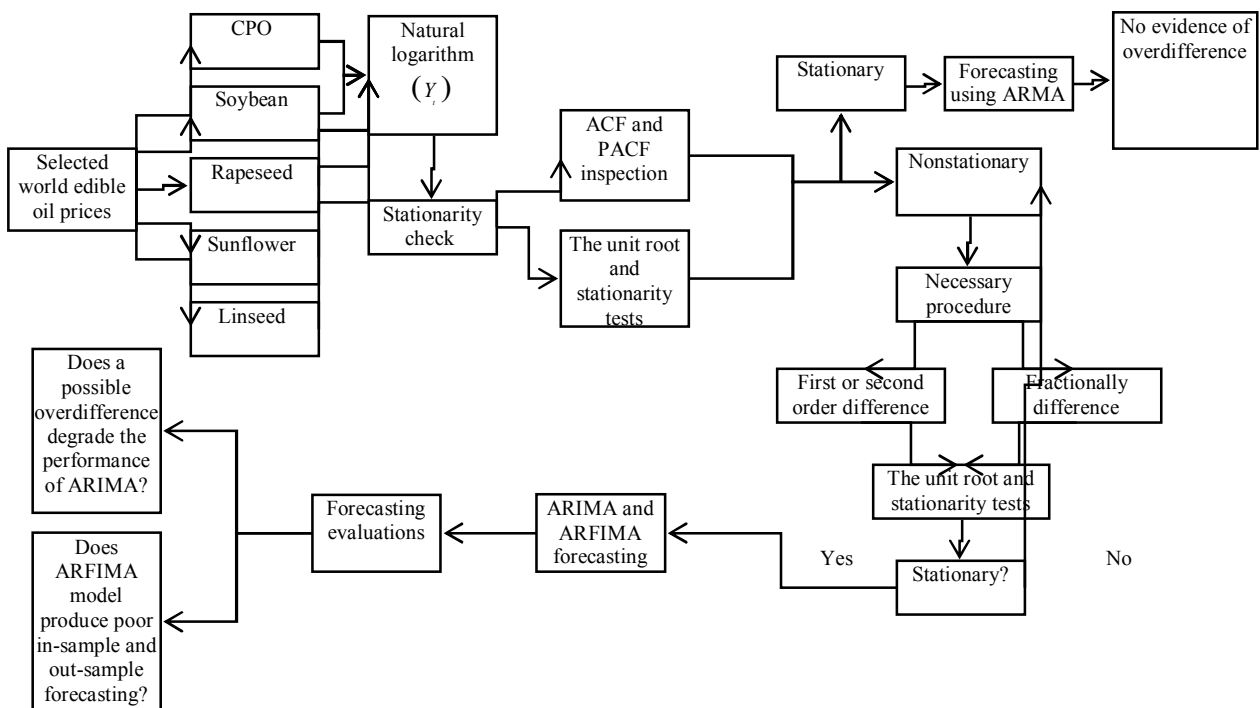 CPO
Soybean
Rapeseed
Sunflower
Linseed
Selected
world edible
oil prices
Natural
logarithm
(Y_t)
Stationarity
check
ACF and
PACF
inspection
The unit root
and
stationarity
tests
Stationary
Forecasting
using ARMA
No evidence of
overdifference
Nonstationary
Necessary
procedure
First or second
order difference
Fractionally
difference
The unit root and
stationarity tests
Stationary?
Yes
No
ARIMA and
ARFIMA
forecasting
Forecasting
evaluations
Does a
possible
overdifference
degrade the
performance
of ARIMA?
Does
ARFIMA
model
produce poor
in-sample and
out-sample
forecasting?